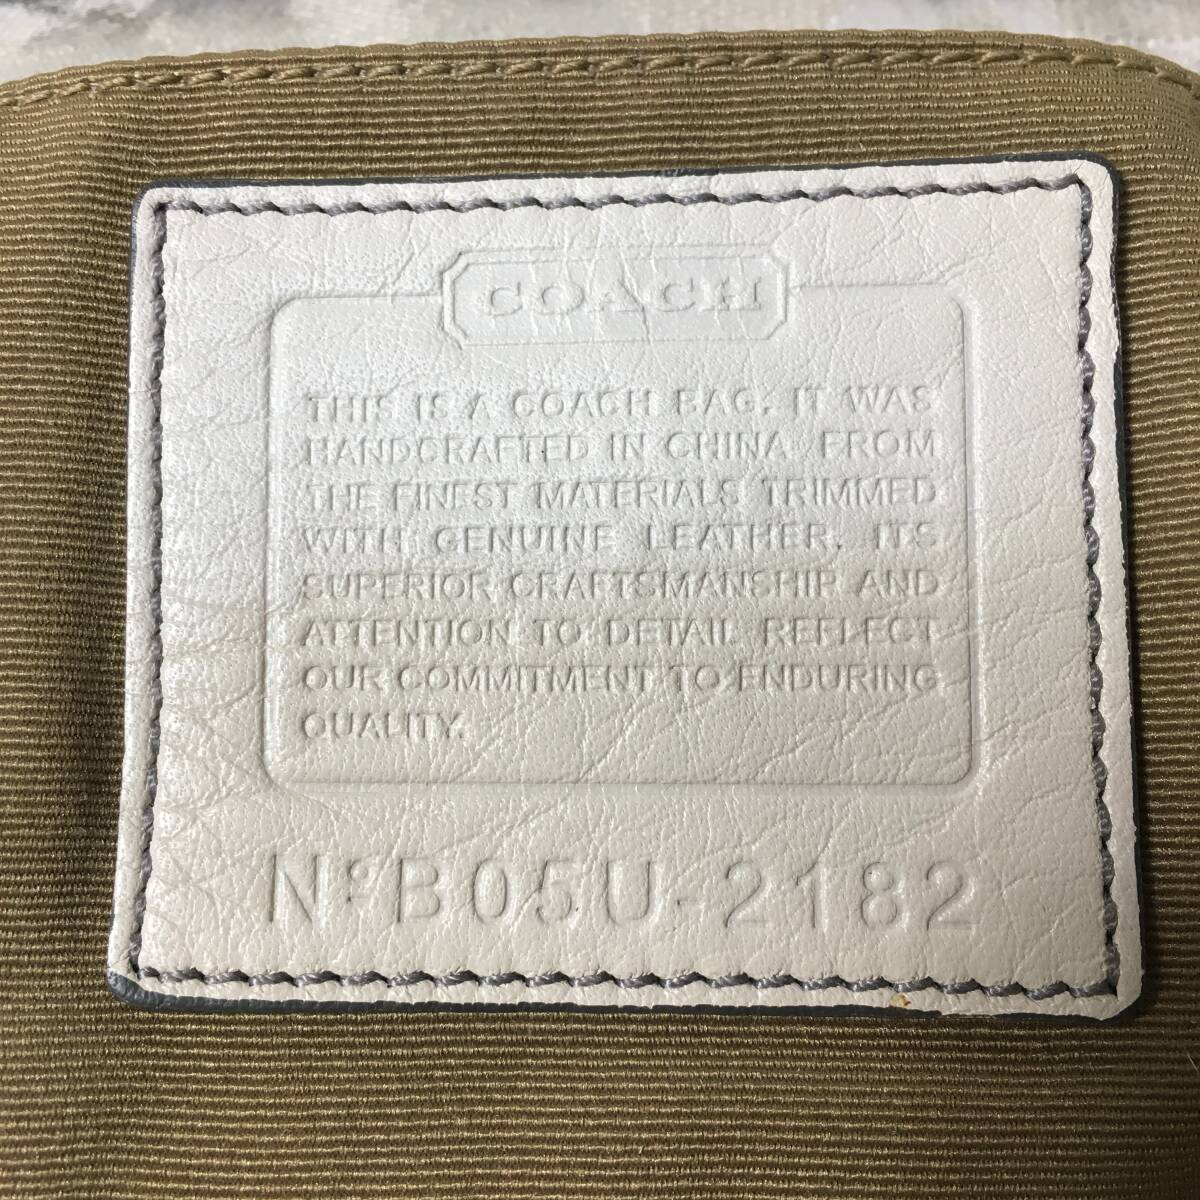 COACH
THIS IS A COACH BAG. IT WAS
HANDCRAFTED IN CHINA FROM
THE FINEST MATERIALS TRIMMED
WITH GENUINE LEATHER. ITS
SUPERIOR CRAFTSMANSHIP AND
ATTENTION TO DETAIL REFLECT
OUR COMMITMENT TO ENDURING
QUALITY.
Nº B05U-2182